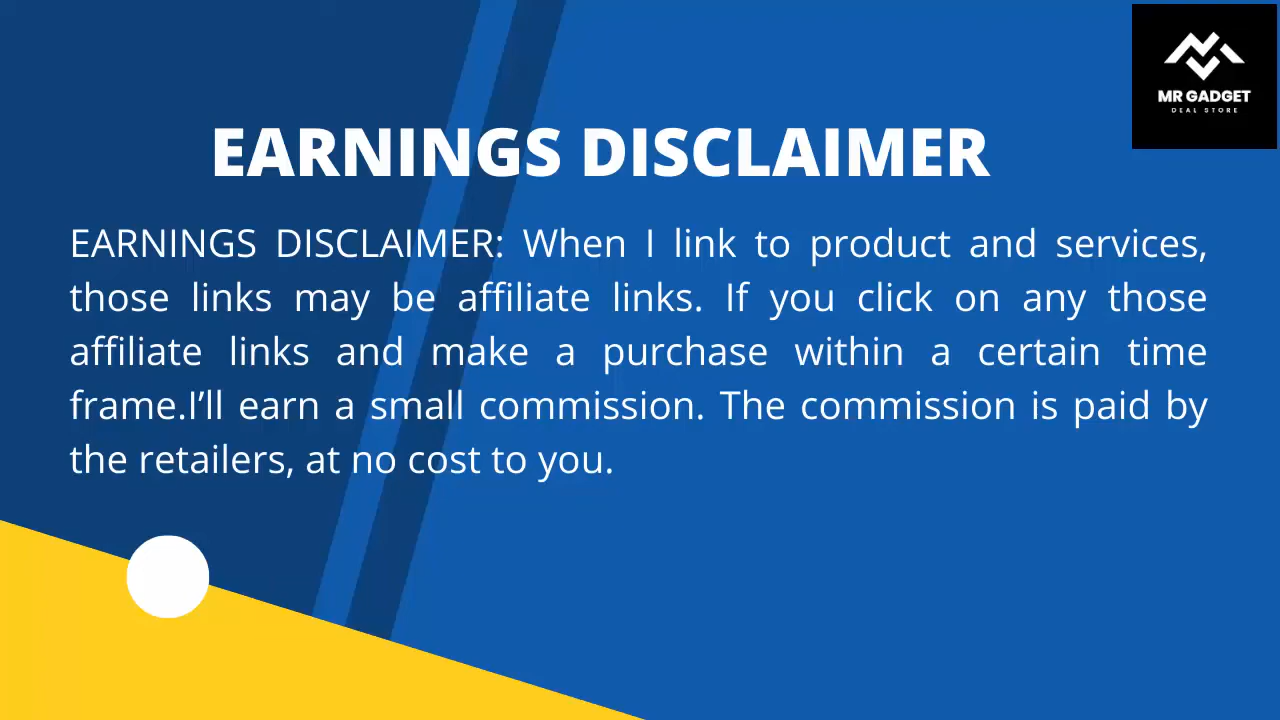 MR GADGET
DEAL STORE
EARNINGS DISCLAIMER
EARNINGS DISCLAIMER: When I link to product and services,
those links may be affiliate links. If you click on any those
affiliate links and make a purchase within a certain time
frame.I’ll earn a small commission. The commission is paid by
the retailers, at no cost to you.